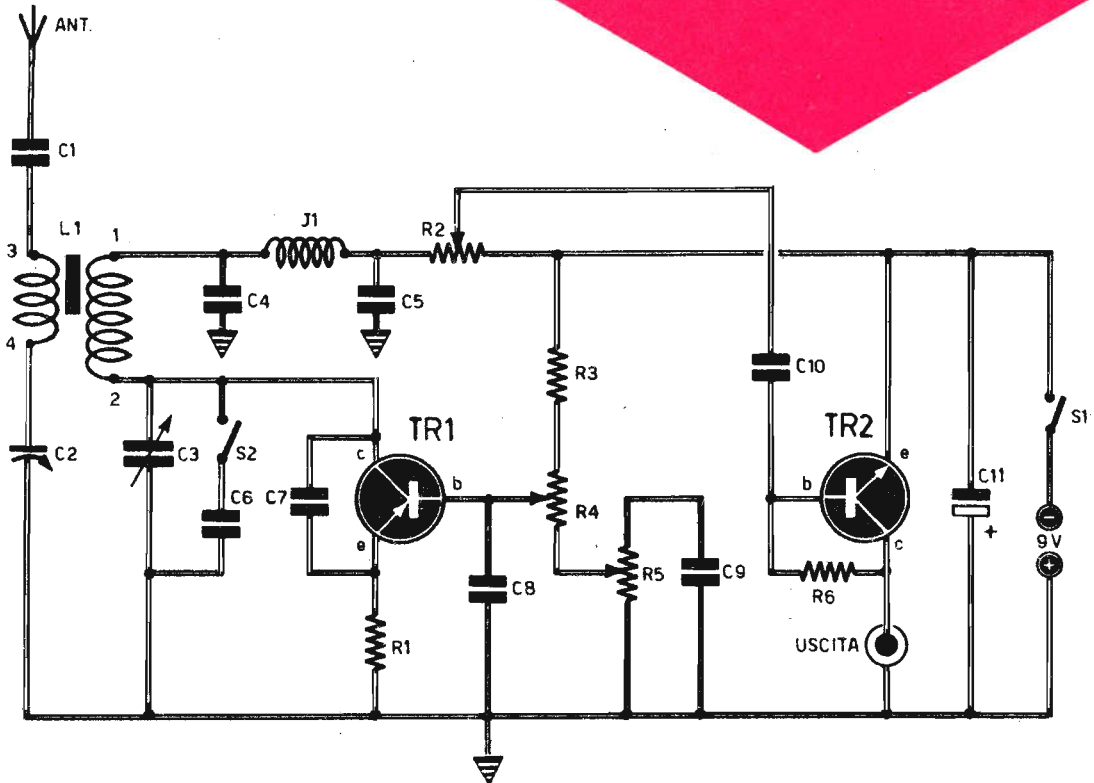 ANT.
C1
L1
3
1
J1
R2
4
C4
C5
2
R3
C10
C2
C3
S2
TR1
TR2
S1
c
b
e
C6
C7
R4
b
e
c
C11
+
−
9V
+
e
C8
R5
C9
R6
R1
USCITA